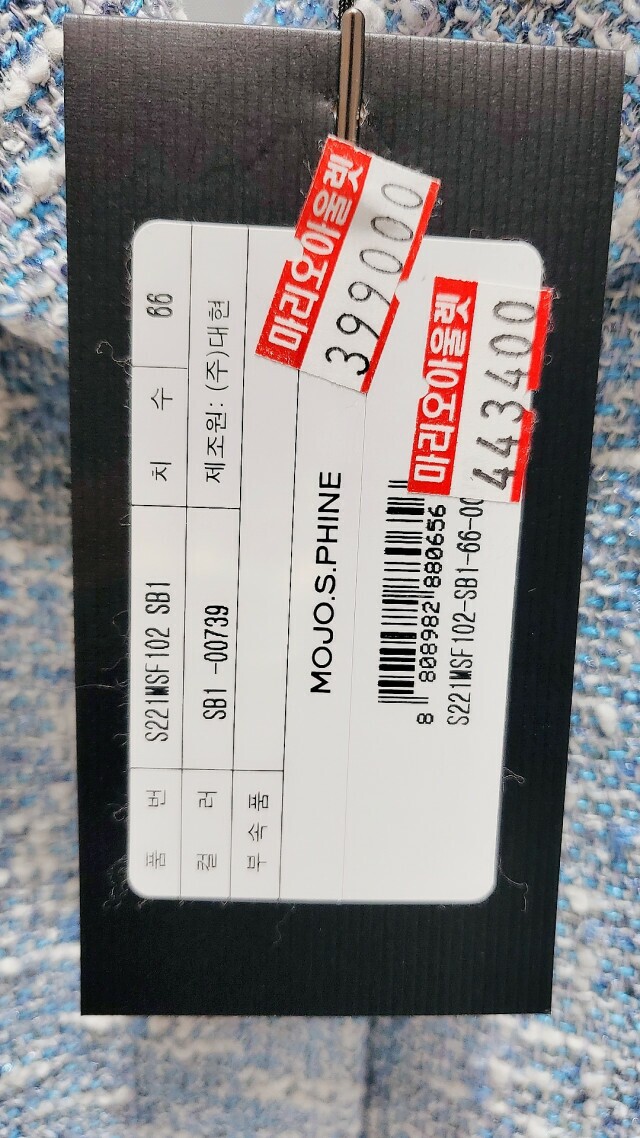 품 번 S221WSF102 SB1 치 수 66
컬 러 SB1 -00739 제조원: (주)대현
부속품
MOJO.S.PHINE
8 808982 880656
S221WSF102-SB1-66-00
마리오아울렛
399000
마리오아울렛
443400